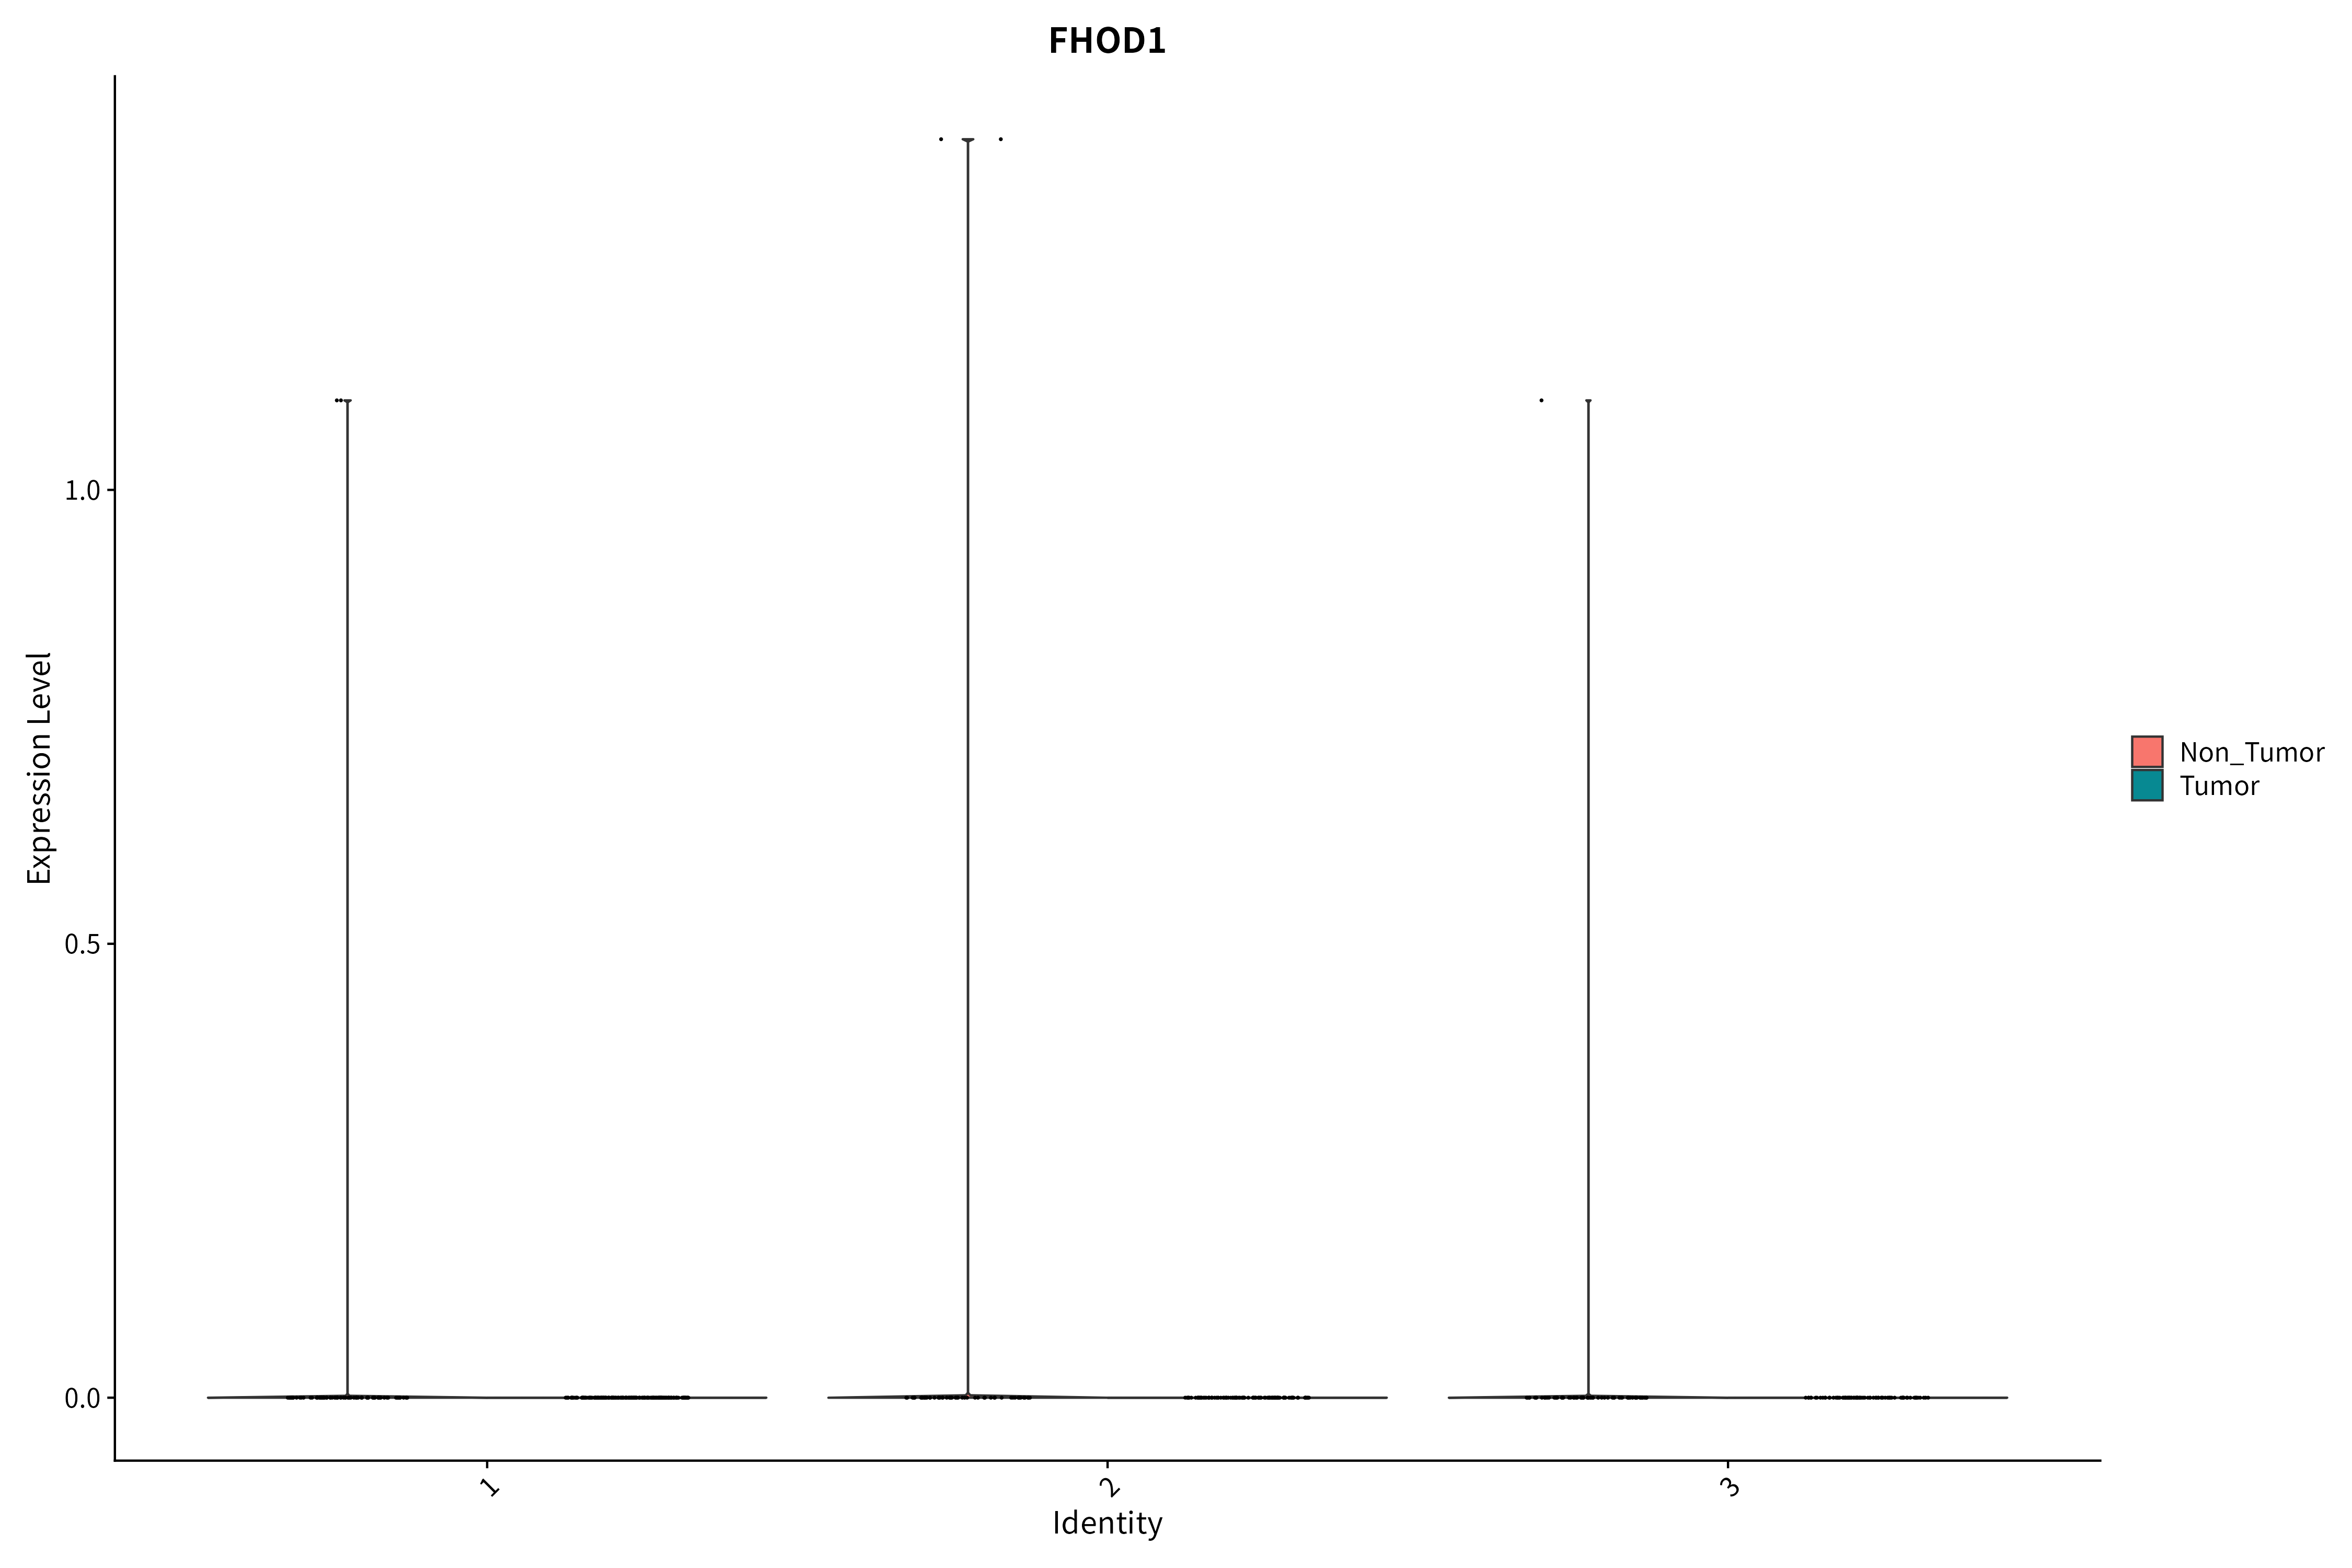 FHOD1
Expression Level
1.0
0.5
0.0
1
2
3
Identity
Non_Tumor
Tumor